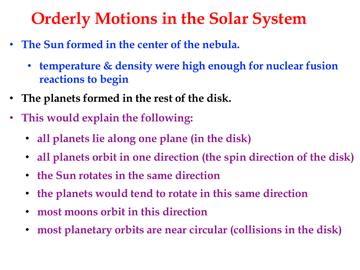 Orderly Motions in the Solar System
• The Sun formed in the center of the nebula.
• temperature & density were high enough for nuclear fusion
reactions to begin
• The planets formed in the rest of the disk.
• This would explain the following:
• all planets lie along one plane (in the disk)
• all planets orbit in one direction (the spin direction of the disk)
• the Sun rotates in the same direction
• the planets would tend to rotate in this same direction
• most moons orbit in this direction
• most planetary orbits are near circular (collisions in the disk)